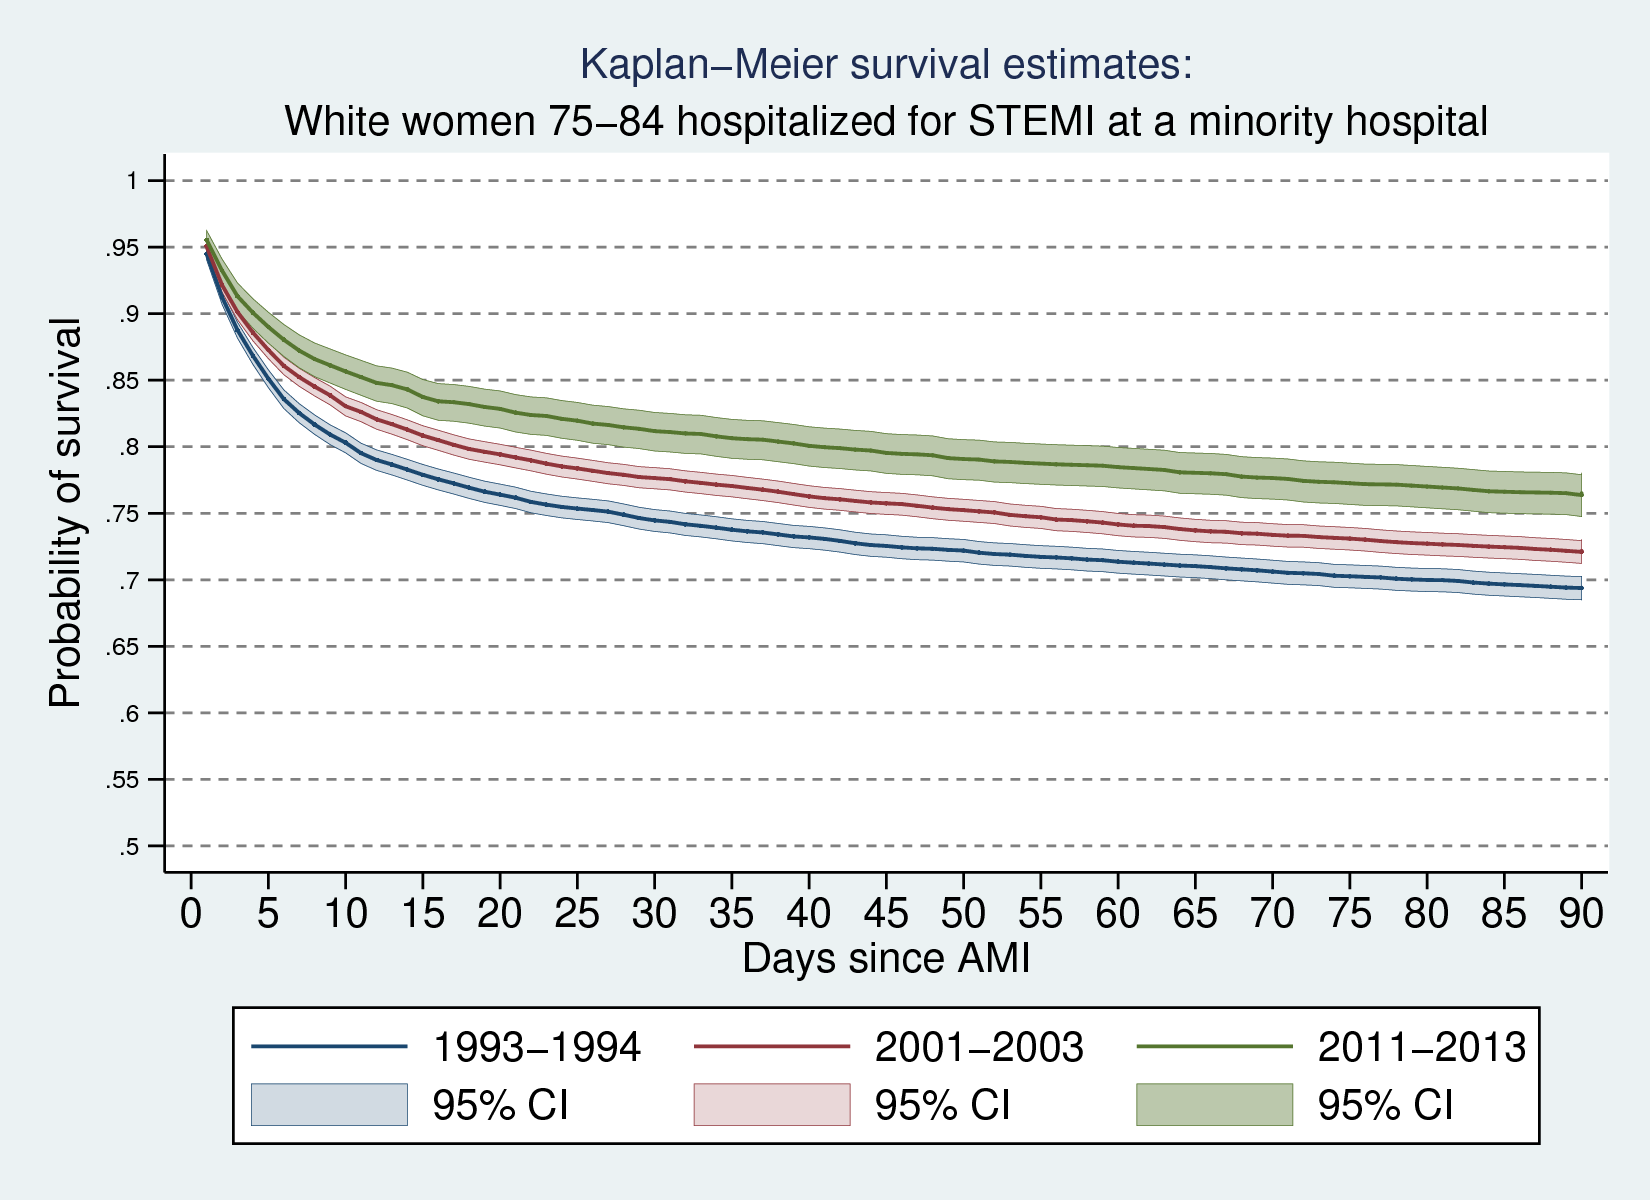 Kaplan–Meier survival estimates:
White women 75–84 hospitalized for STEMI at a minority hospital
Probability of survival
1
.95
.9
.85
.8
.75
.7
.65
.6
.55
.5
0 5 10 15 20 25 30 35 40 45 50 55 60 65 70 75 80 85 90
Days since AMI
1993–1994 2001–2003 2011–2013
95% CI 95% CI 95% CI